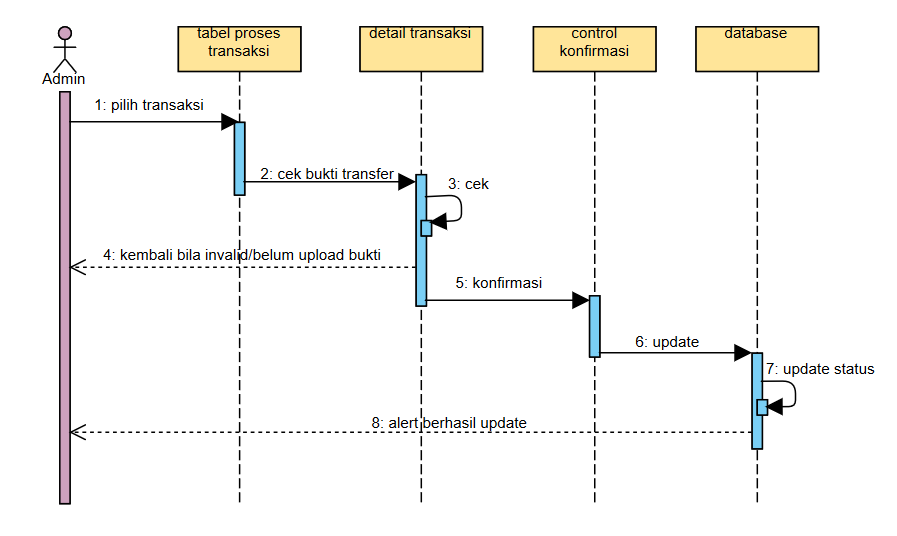 tabel proses
transaksi
detail transaksi
control
konfirmasi
database
Admin
1: pilih transaksi
2: cek bukti transfer
3: cek
4: kembali bila invalid/belum upload bukti
5: konfirmasi
6: update
7: update status
8: alert berhasil update